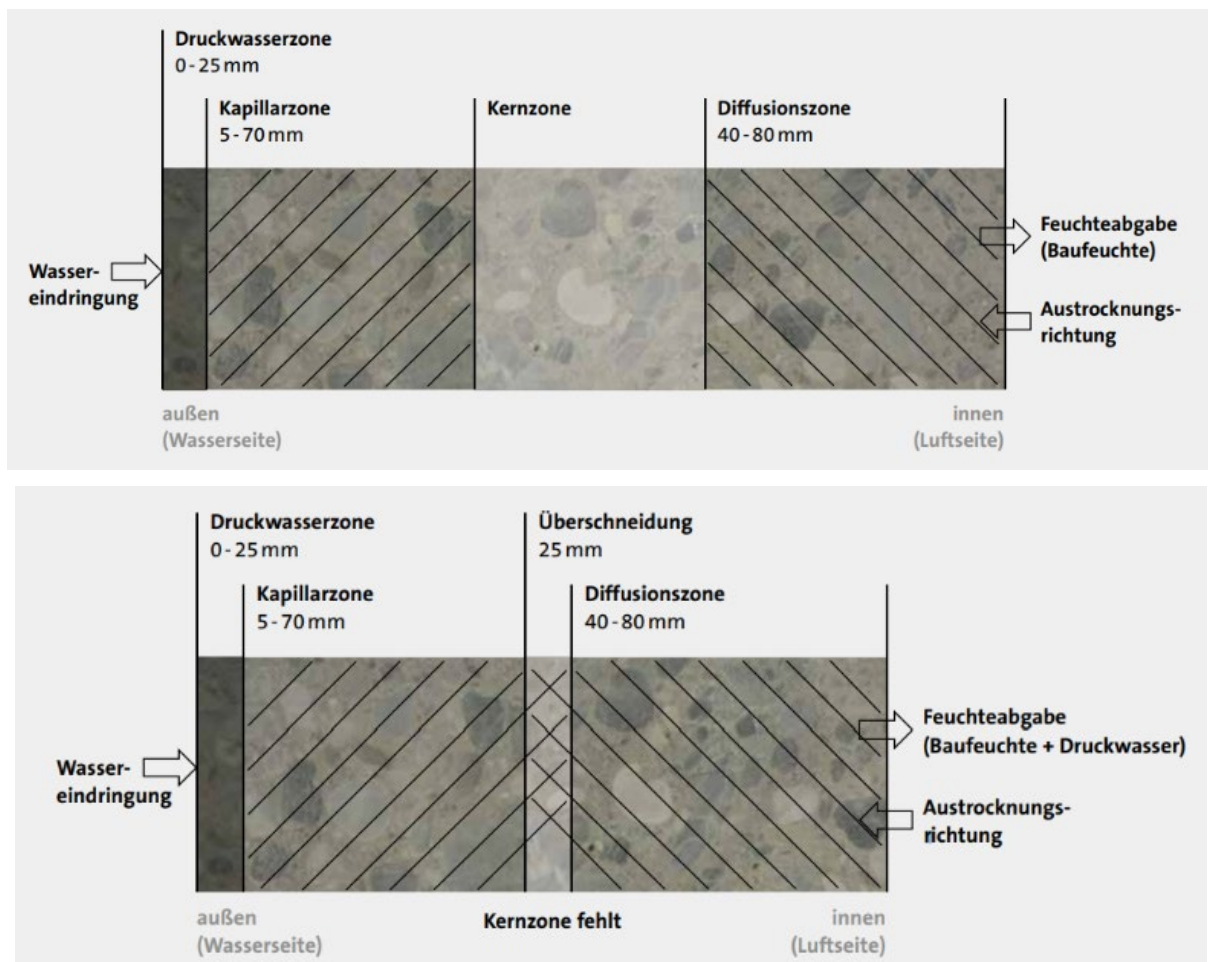 Druckwasserzone
0-25 mm
Kapillarzone
5-70 mm
Kernzone
Diffusionszone
40-80 mm
Wasser-
eindringung
Feuchteabgabe
(Baufeuchte)
Austrocknungs-
richtung
außen
(Wasserseite)
innen
(Luftseite)
Druckwasserzone
0-25 mm
Überschneidung
25 mm
Kapillarzone
5-70 mm
Diffusionszone
40-80 mm
Wasser-
eindringung
Feuchteabgabe
(Baufeuchte + Druckwasser)
Austrocknungs-
richtung
außen
(Wasserseite)
Kernzone fehlt
innen
(Luftseite)